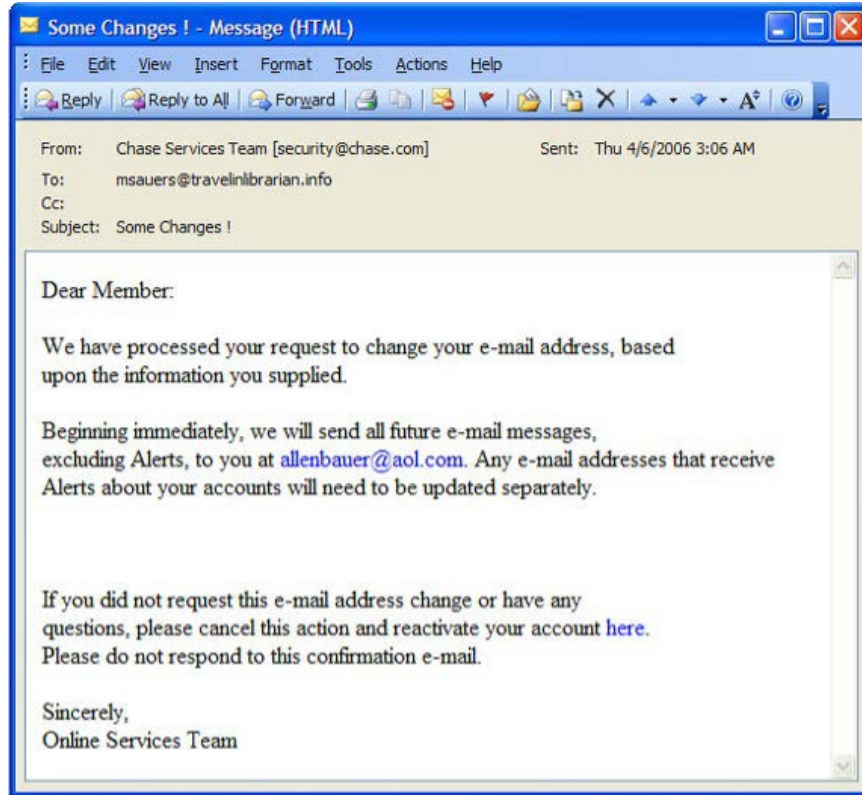 Some Changes ! - Message (HTML)
File Edit View Insert Format Tools Actions Help
Reply Reply to All Forward
From: Chase Services Team [security@chase.com] Sent: Thu 4/6/2006 3:06 AM
To: msauers@travelinlibrarian.info
Cc:
Subject: Some Changes !
Dear Member:
We have processed your request to change your e-mail address, based
upon the information you supplied.
Beginning immediately, we will send all future e-mail messages,
excluding Alerts, to you at allenbauer@aol.com. Any e-mail addresses that receive
Alerts about your accounts will need to be updated separately.
If you did not request this e-mail address change or have any
questions, please cancel this action and reactivate your account here.
Please do not respond to this confirmation e-mail.
Sincerely,
Online Services Team